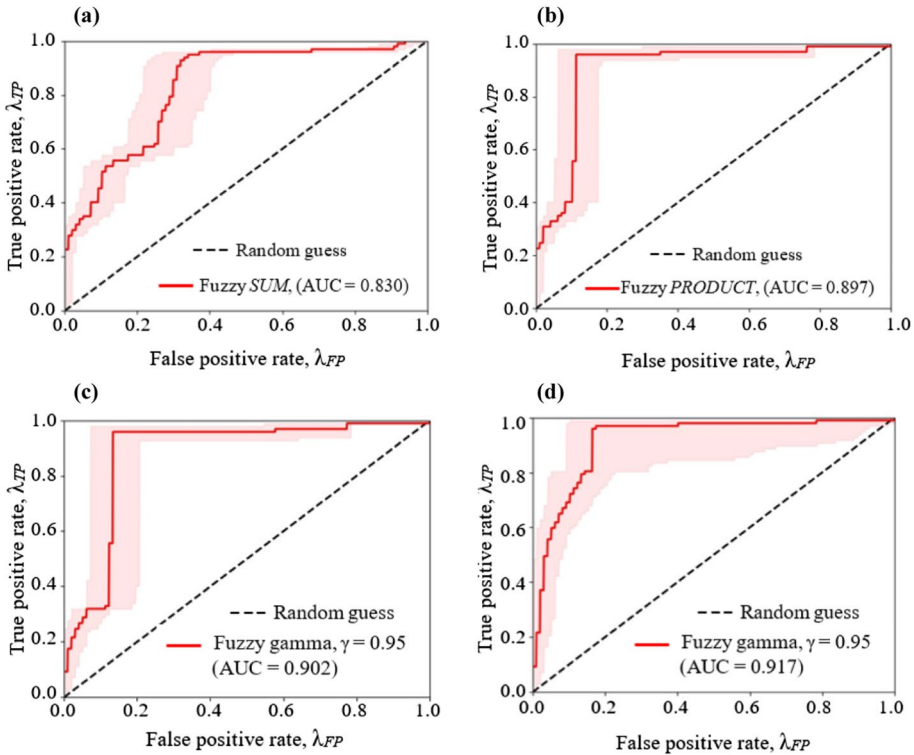 (a)
1.0
0.8
0.6
0.4
0.2
0.0
True positive rate, λTP
Random guess
Fuzzy SUM, (AUC = 0.830)
0.0 0.2 0.4 0.6 0.8 1.0
False positive rate, λFP
(b)
1.0
0.8
0.6
0.4
0.2
0.0
True positive rate, λTP
Random guess
Fuzzy PRODUCT, (AUC = 0.897)
0.0 0.2 0.4 0.6 0.8 1.0
False positive rate, λFP
(c)
1.0
0.8
0.6
0.4
0.2
0.0
True positive rate, λTP
Random guess
Fuzzy gamma, γ = 0.95
(AUC = 0.902)
0.0 0.2 0.4 0.6 0.8 1.0
False positive rate, λFP
(d)
1.0
0.8
0.6
0.4
0.2
0.0
True positive rate, λTP
Random guess
Fuzzy gamma, γ = 0.95
(AUC = 0.917)
0.0 0.2 0.4 0.6 0.8 1.0
False positive rate, λFP